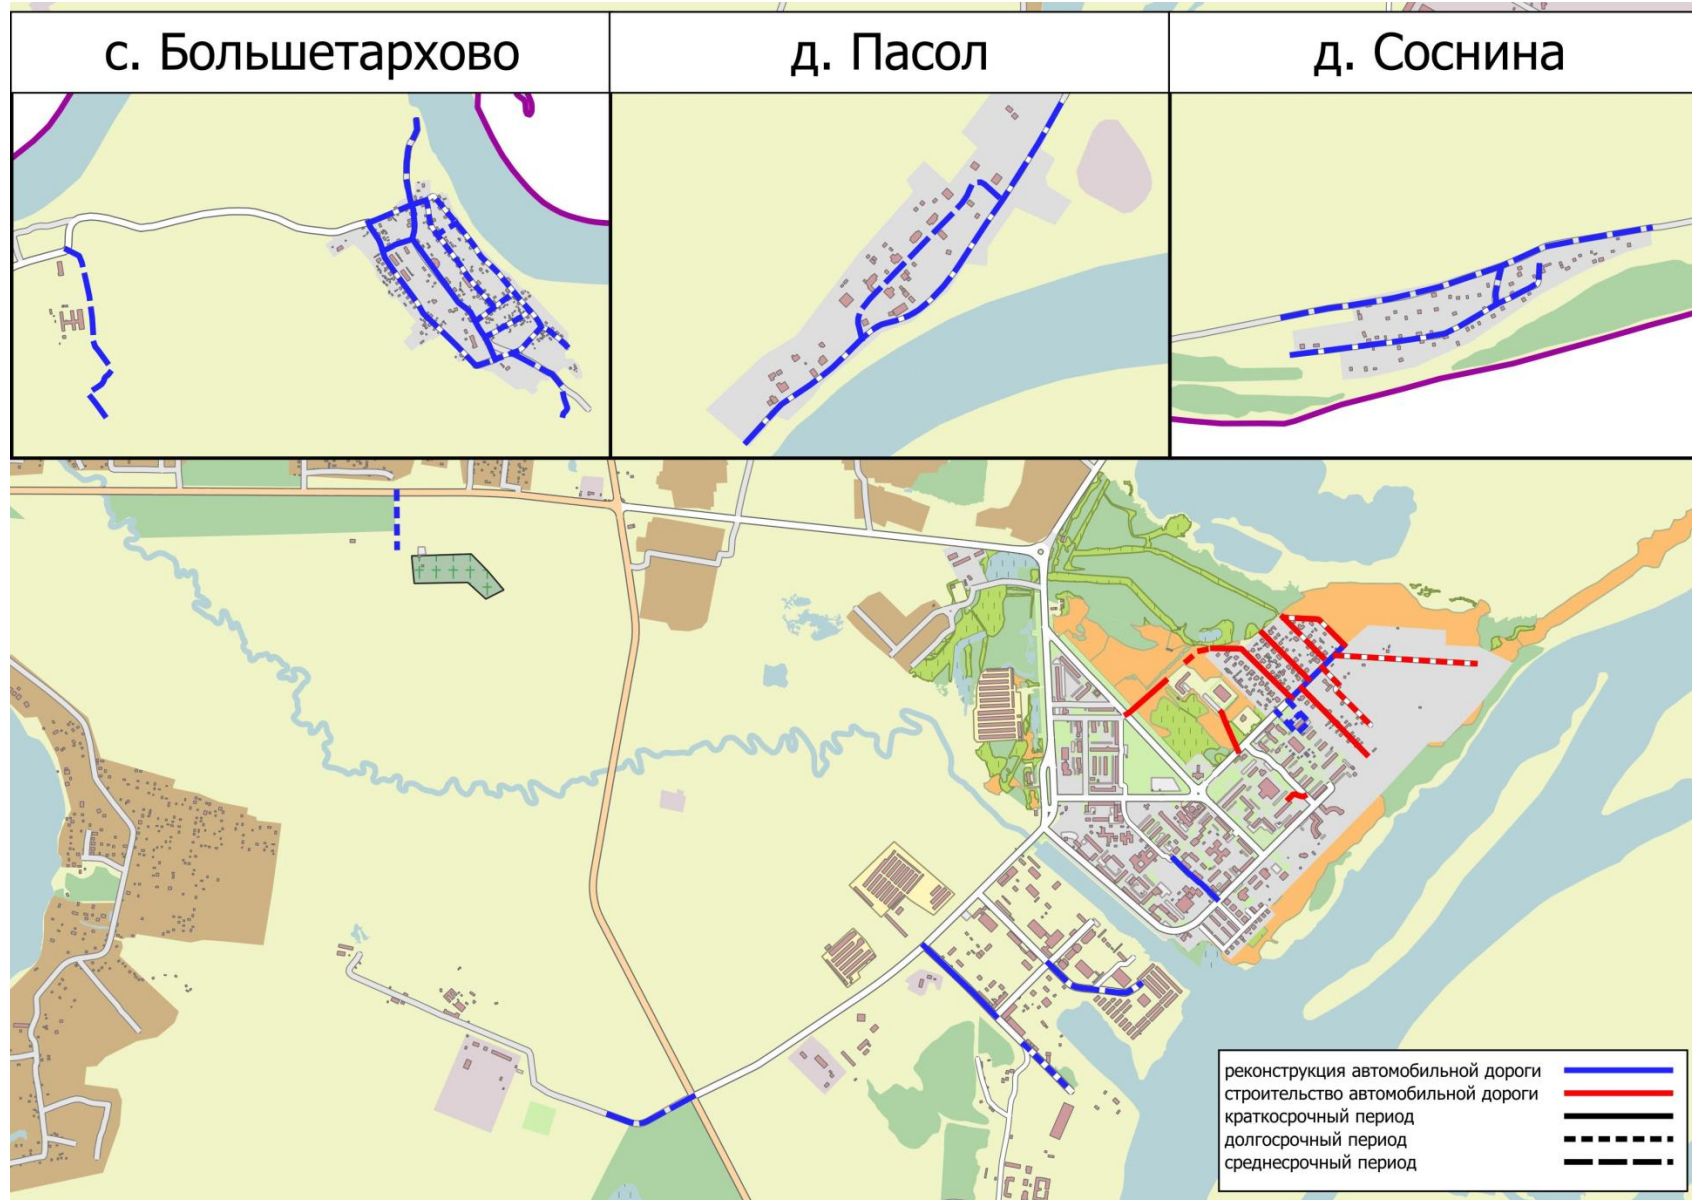 с. Большетархово
д. Пасол
д. Соснина
реконструкция автомобильной дороги
строительство автомобильной дороги
краткосрочный период
долгосрочный период
среднесрочный период